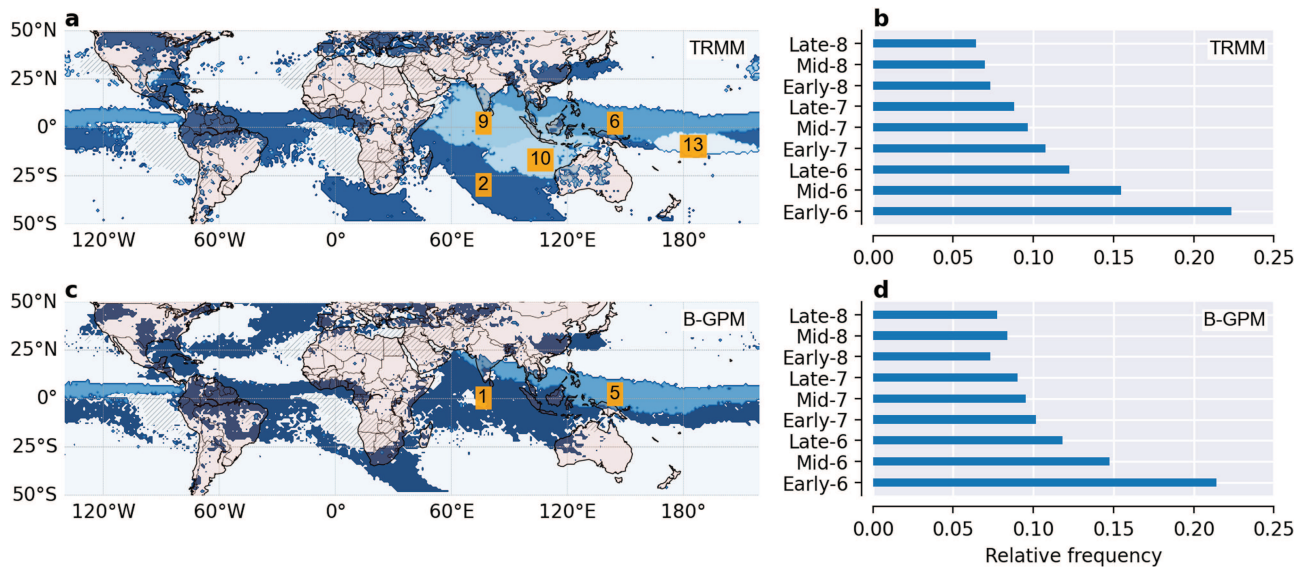 a
50°N
25°N
0°
25°S
50°S
120°W
60°W
0°
60°E
120°E
180°
TRMM
9
6
13
10
2
b
Late-8
Mid-8
Early-8
Late-7
Mid-7
Early-7
Late-6
Mid-6
Early-6
TRMM
0.00
0.05
0.10
0.15
0.20
0.25
c
50°N
25°N
0°
25°S
50°S
120°W
60°W
0°
60°E
120°E
180°
B-GPM
1
5
d
Late-8
Mid-8
Early-8
Late-7
Mid-7
Early-7
Late-6
Mid-6
Early-6
B-GPM
0.00
0.05
0.10
0.15
0.20
0.25
Relative frequency